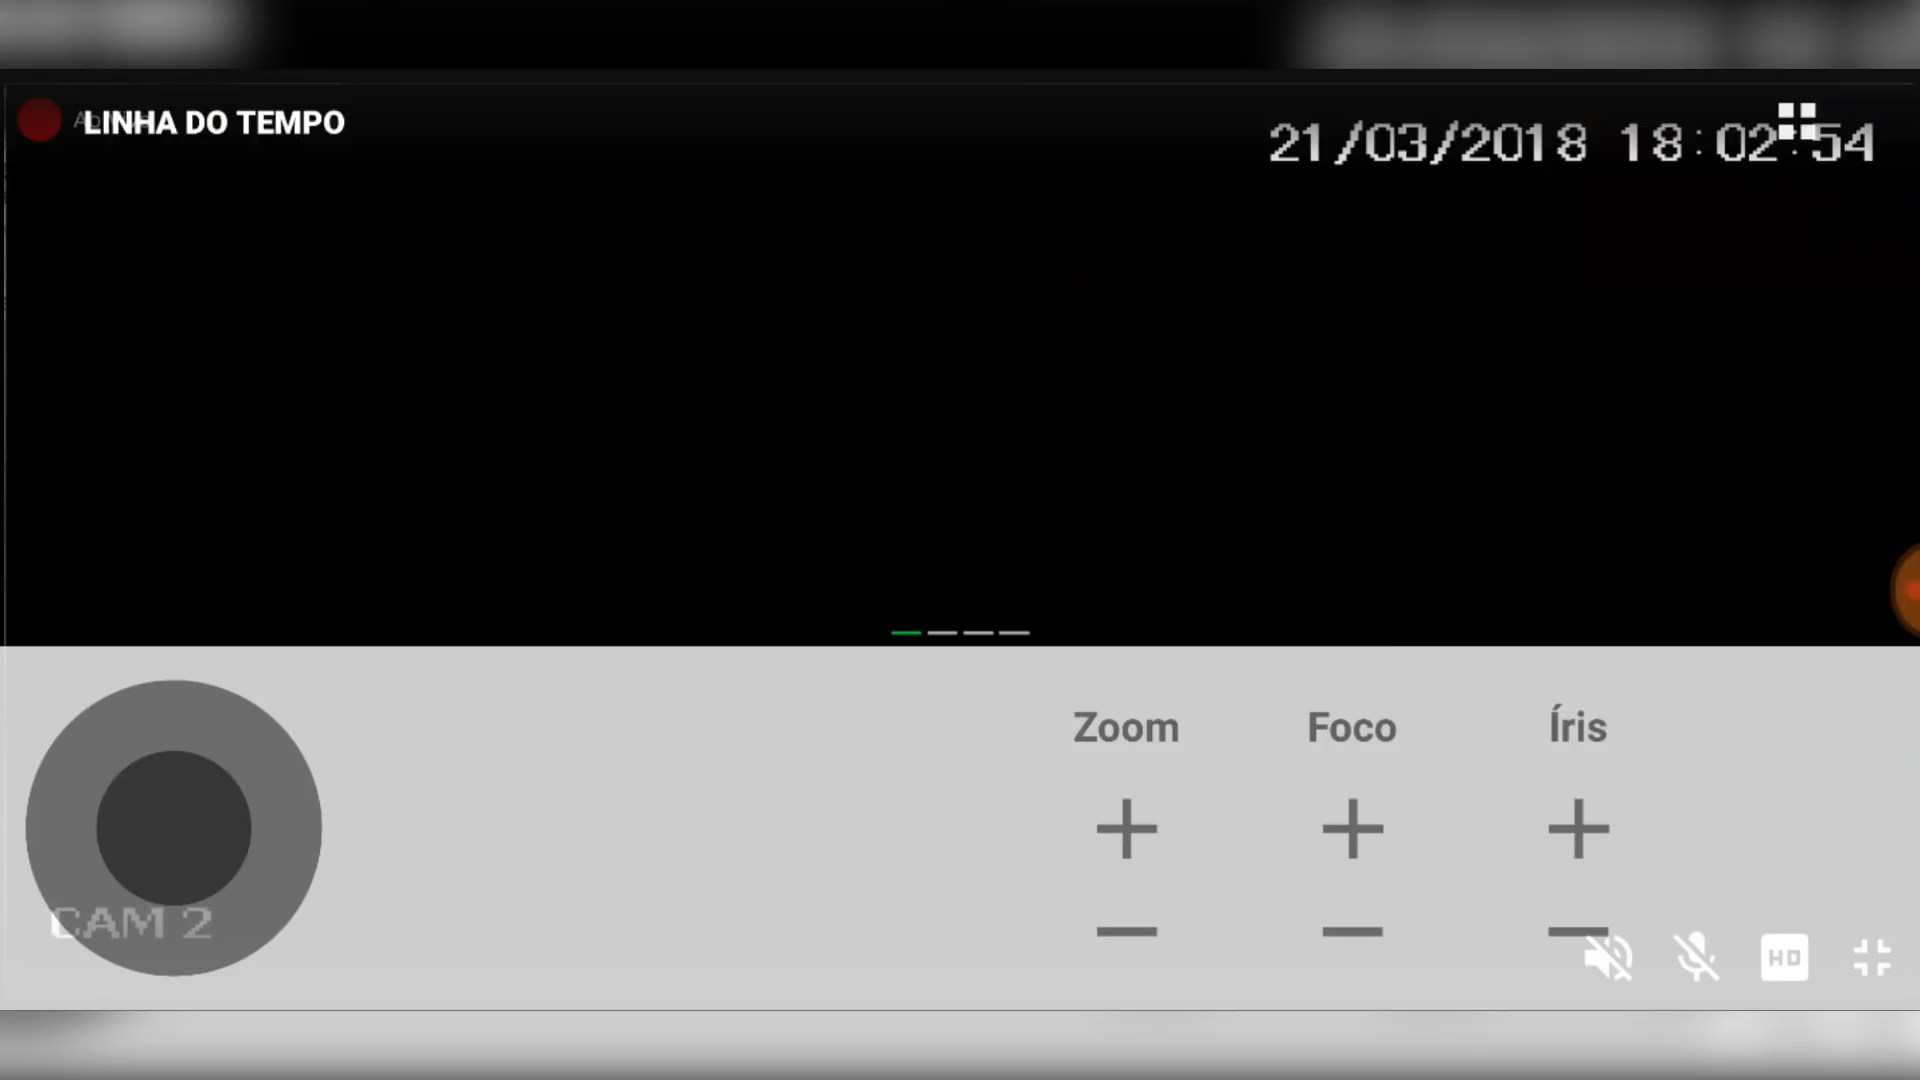 LINHA DO TEMPO
21/03/2018 18:02:54
Zoom Foco Íris
CAM 2
HD